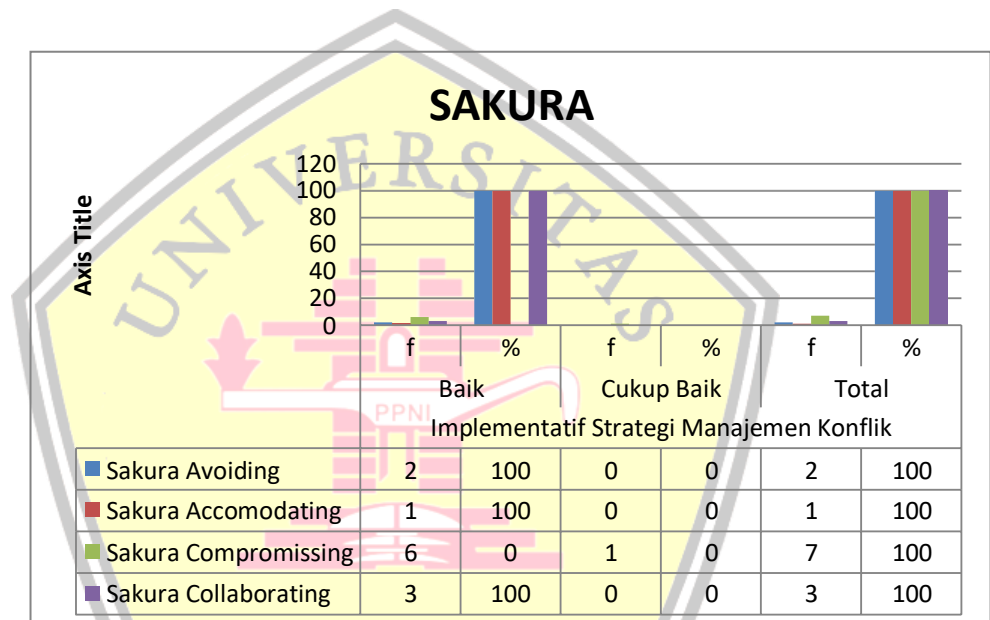 SAKURA
UNIVERSITAS
Axis Title
120
100
80
60
40
20
0
f % f % f %
Baik Cukup Baik Total
PPNI
Implementatif Strategi Manajemen Konflik
Sakura Avoiding 2 100 0 0 2 100
Sakura Accomodating 1 100 0 0 1 100
Sakura Compromissing 6 0 1 0 7 100
Sakura Collaborating 3 100 0 0 3 100